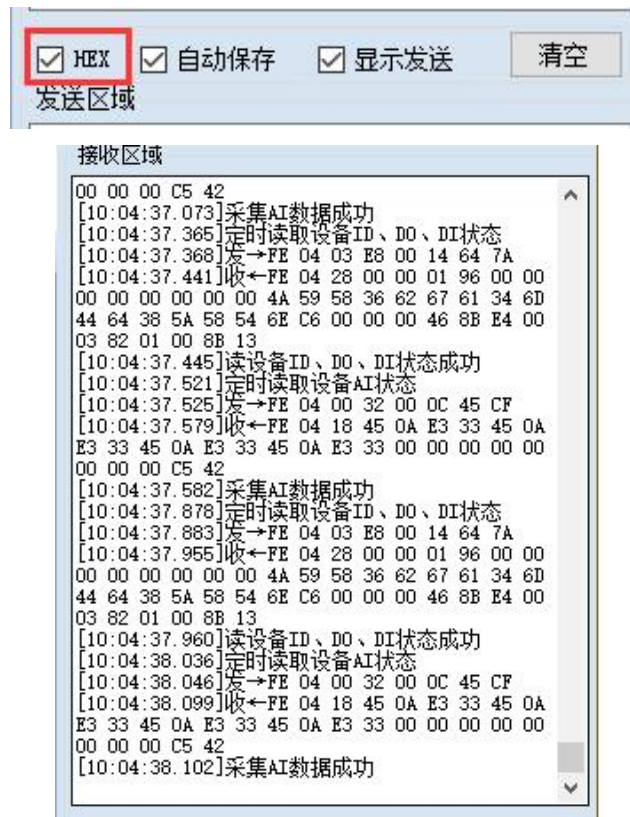 HEX 自动保存 显示发送 清空
发送区域
接收区域
00 00 00 C5 42
[10:04:37.073]采集AI数据成功
[10:04:37.365]定时读取设备ID、DO、DI状态
[10:04:37.368]发→FE 04 03 E8 00 14 64 7A
[10:04:37.441]收←FE 04 28 00 00 01 96 00 00
00 00 00 00 00 00 4A 59 58 36 62 67 61 34 6D
44 64 38 5A 58 54 6E C6 00 00 00 46 8B E4 00
03 82 01 00 8B 13
[10:04:37.445]读设备ID、DO、DI状态成功
[10:04:37.521]定时读取设备AI状态
[10:04:37.525]发→FE 04 00 32 00 0C 45 CF
[10:04:37.579]收←FE 04 18 45 0A E3 33 45 0A
E3 33 45 0A E3 33 45 0A E3 33 00 00 00 00 00
00 00 00 C5 42
[10:04:37.582]采集AI数据成功
[10:04:37.878]定时读取设备ID、DO、DI状态
[10:04:37.883]发→FE 04 03 E8 00 14 64 7A
[10:04:37.955]收←FE 04 28 00 00 01 96 00 00
00 00 00 00 00 00 4A 59 58 36 62 67 61 34 6D
44 64 38 5A 58 54 6E C6 00 00 00 46 8B E4 00
03 82 01 00 8B 13
[10:04:37.960]读设备ID、DO、DI状态成功
[10:04:38.036]定时读取设备AI状态
[10:04:38.046]发→FE 04 00 32 00 0C 45 CF
[10:04:38.099]收←FE 04 18 45 0A E3 33 45 0A
E3 33 45 0A E3 33 45 0A E3 33 00 00 00 00 00
00 00 00 C5 42
[10:04:38.102]采集AI数据成功